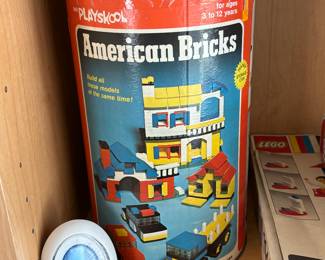 PLAYSKOOL
for ages
3 to 12 years
American Bricks
Build all
these models
at the same time!
LEGO